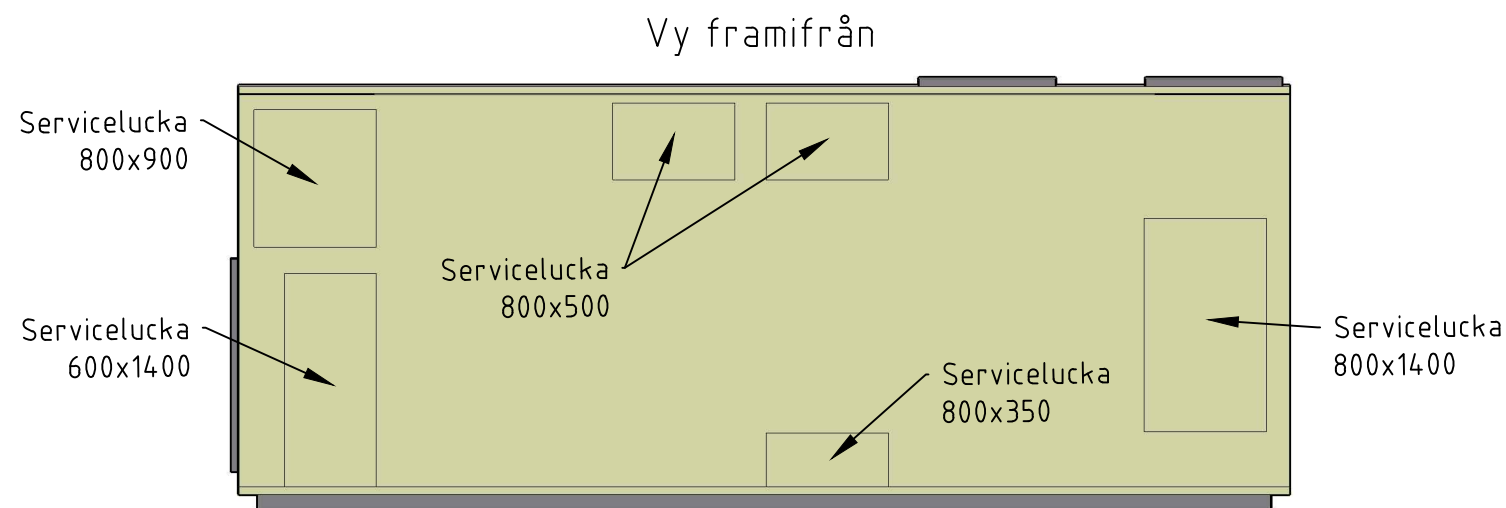 Vy framifrån
Servicelucka
800x900
Servicelucka
800x500
Servicelucka
600x1400
Servicelucka
800x1400
Servicelucka
800x350